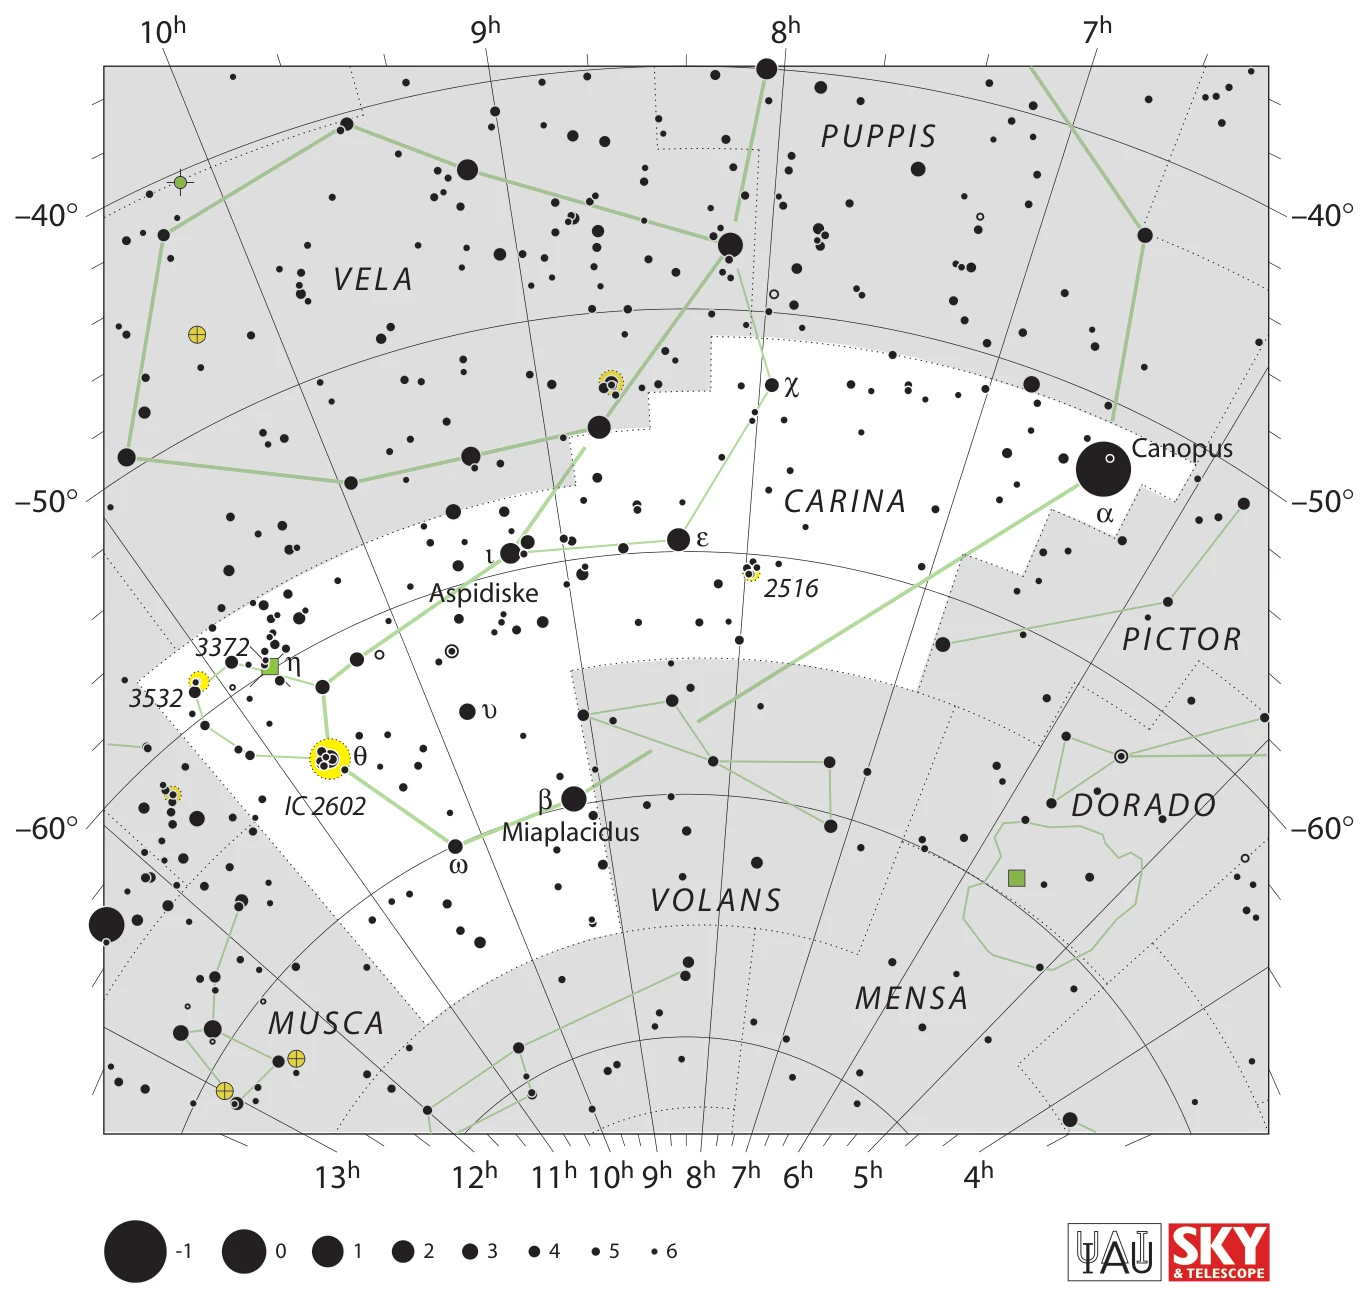 10h 9h 8h 7h
PUPPIS
–40° –40°
VELA
χ
Canopus
–50° CARINA –50°
α
ι ε
Aspidiske 2516
PICTOR
3372 η
3532
υ
θ
IC 2602 β DORADO
–60° Miaplacidus –60°
ω
VOLANS
MENSA
MUSCA
13h 12h 11h 10h 9h 8h 7h 6h 5h 4h
-1 0 1 2 3 4 5 6
IAU SKY
& TELESCOPE